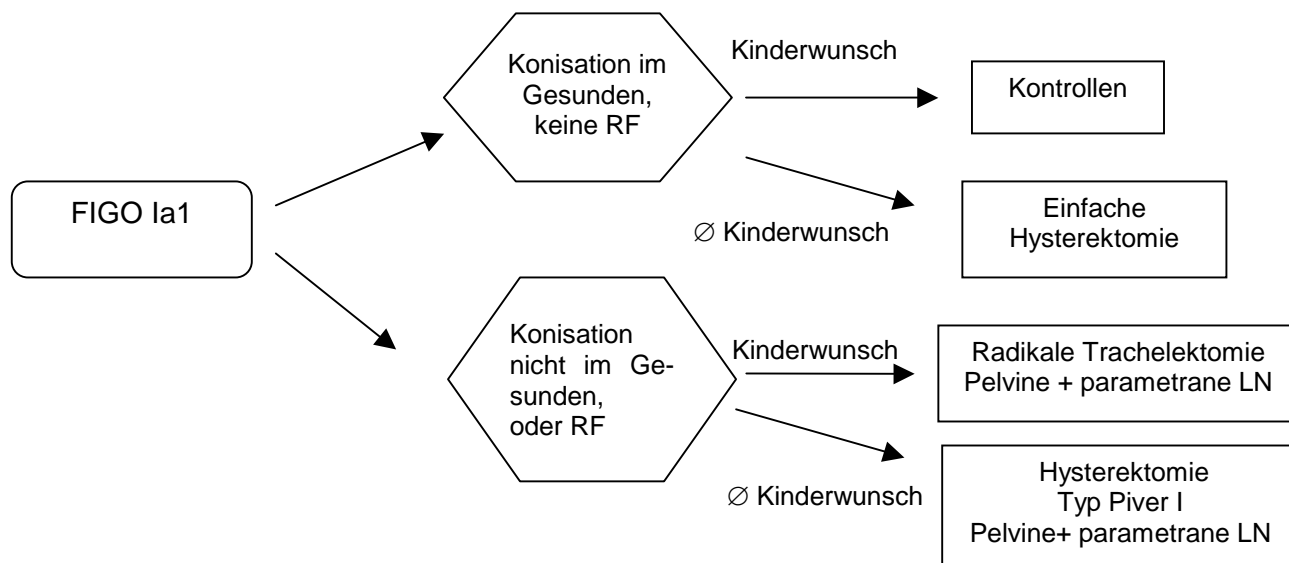 FIGO Ia1
Konisation im
Gesunden,
keine RF
Kinderwunsch
Kontrollen
∅ Kinderwunsch
Einfache
Hysterektomie
Konisation
nicht im Ge-
sunden,
oder RF
Kinderwunsch
Radikale Trachelektomie
Pelvine + parametrane LN
∅ Kinderwunsch
Hysterektomie
Typ Piver I
Pelvine+ parametrane LN